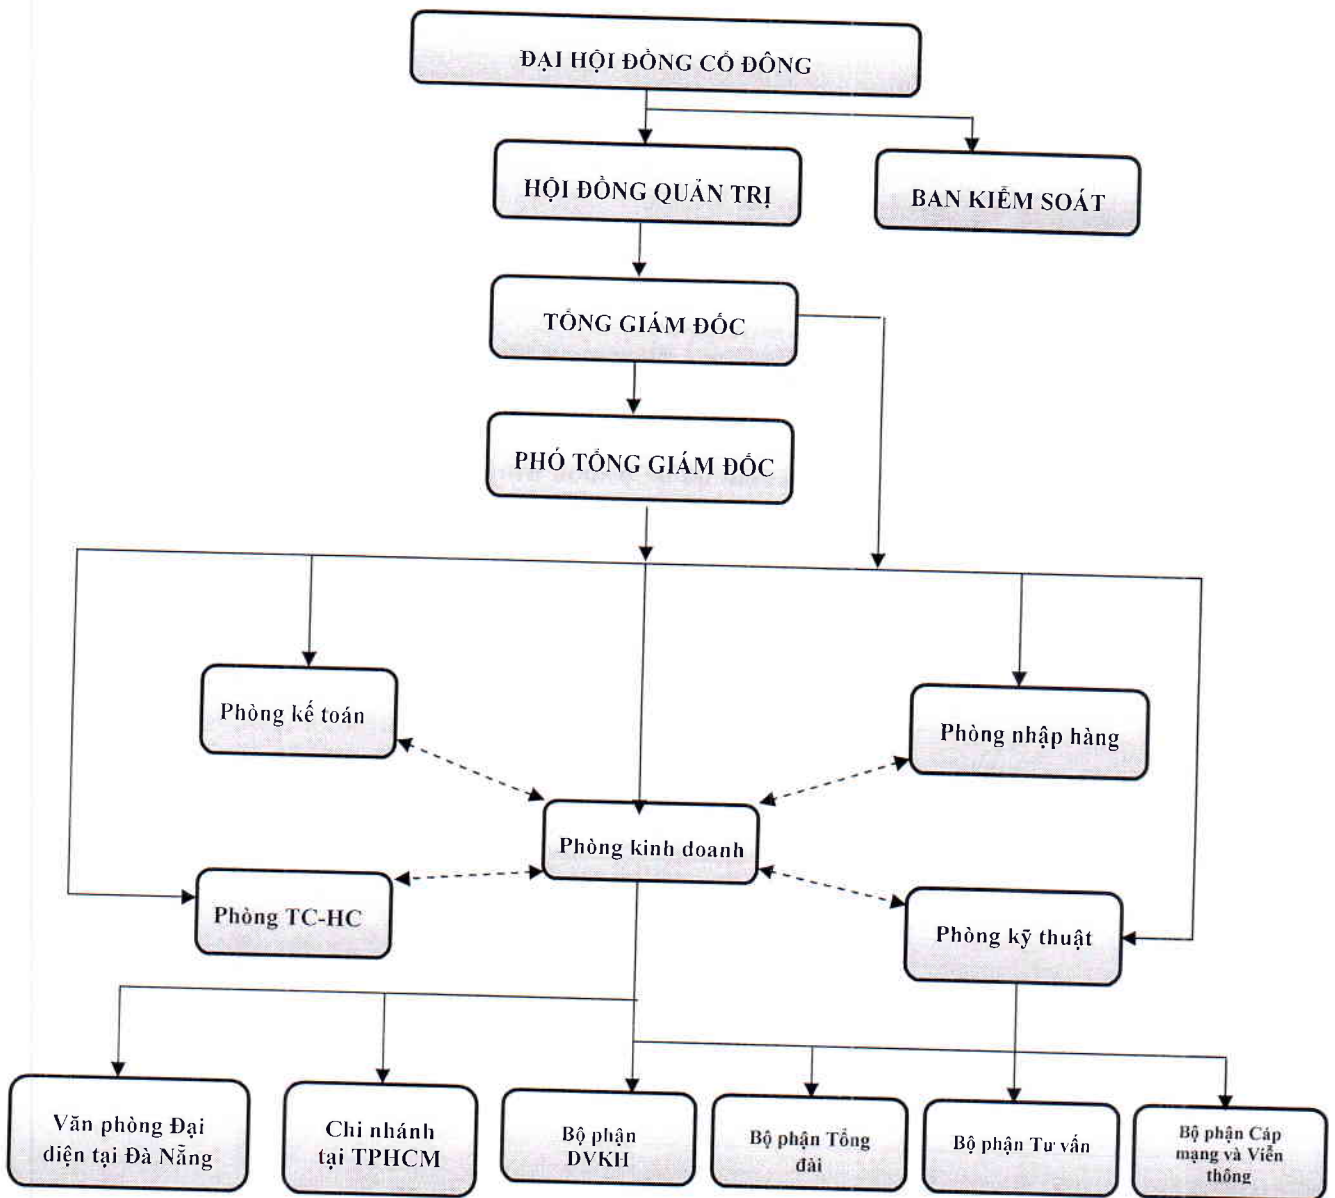 ĐẠI HỘI ĐỒNG CỔ ĐÔNG
HỘI ĐỒNG QUẢN TRỊ
BAN KIỂM SOÁT
TỔNG GIÁM ĐỐC
PHÓ TỔNG GIÁM ĐỐC
Phòng kế toán
Phòng nhập hàng
Phòng kinh doanh
Phòng TC-HC
Phòng kỹ thuật
Văn phòng Đại
diện tại Đà Nẵng
Chi nhánh
tại TPHCM
Bộ phận
DVKH
Bộ phận Tổng
đài
Bộ phận Tư vấn
Bộ phận Cáp
mạng và Viễn
thông